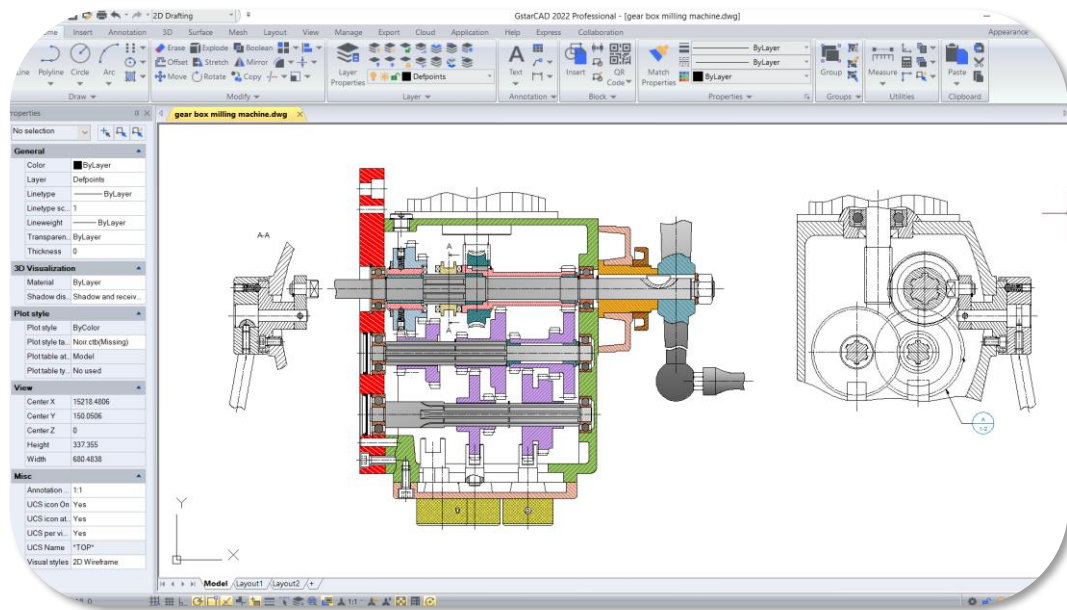 2D Drafting
GstarCAD 2022 Professional - [gear box milling machine.dwg]
Insert Annotation 3D Surface Mesh Layout View Manage Export Cloud Application Help Express Collaboration Appearance
Polyline Circle Arc
Erase Explode Boolean
Offset Stretch Mirror
Move Rotate Copy
Layer Properties
Defpoints
Text
Insert
QR Code
Match Properties
ByLayer
ByLayer
ByLayer
Group
Measure
Paste
Draw Modify Layer Annotation Block Properties Groups Utilities Clipboard
gear box milling machine.dwg
No selection
General
Color ByLayer
Layer Defpoints
Linetype ByLayer
Linetype sc... 1
Lineweight ByLayer
Transparen... ByLayer
Thickness 0
3D Visualization
Material ByLayer
Shadow dis... Shadow and receiv...
Plot style
Plot style ByColor
Plot style ta... Noir.ctb(Missing)
Plot table at... Model
Plot table ty... No used
View
Center X 15218.4806
Center Y 150.0506
Center Z 0
Height 337.355
Width 680.4838
Misc
Annotation... 1:1
UCS icon On Yes
UCS icon at... Yes
UCS per vi... Yes
UCS Name *TOP*
Visual styles 2D Wireframe
A-A
A
A
A
1-2
Y
X
Model Layout1 Layout2 +
1:1